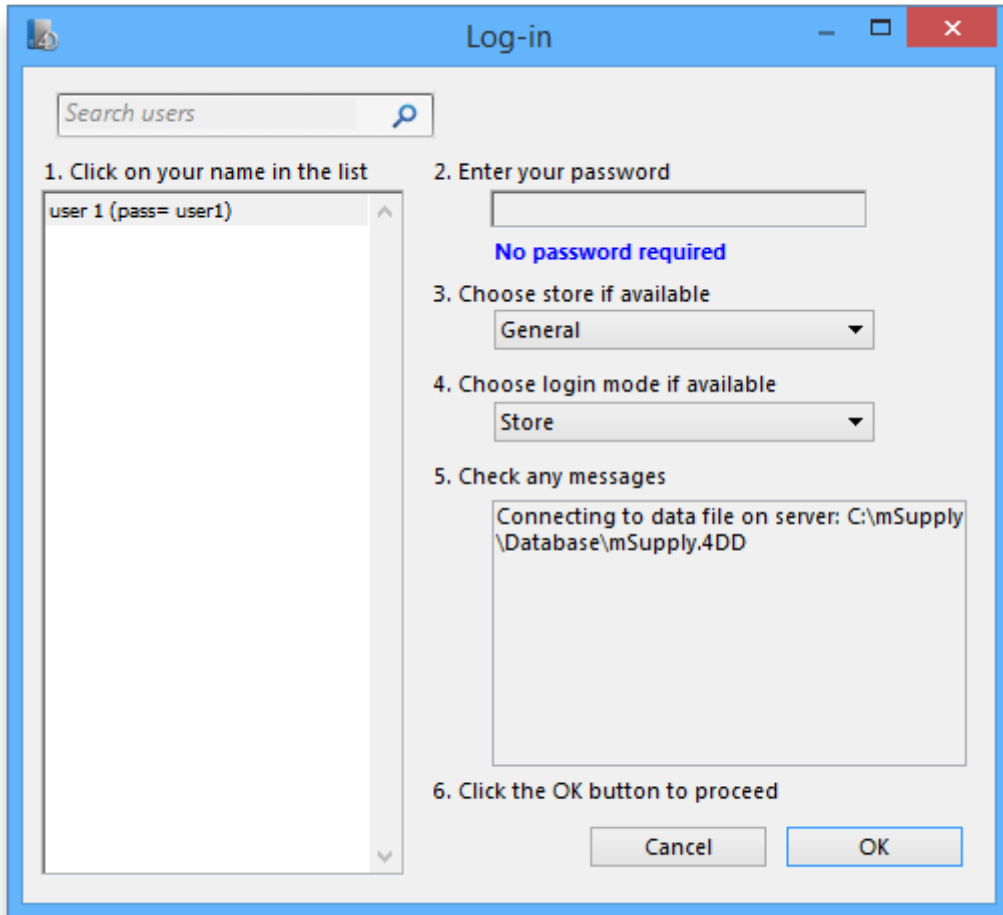 Log-in
Search users
1. Click on your name in the list
user 1 (pass= user1)
2. Enter your password
No password required
3. Choose store if available
General
4. Choose login mode if available
Store
5. Check any messages
Connecting to data file on server: C:\mSupply
\Database\mSupply.4DD
6. Click the OK button to proceed
Cancel
OK